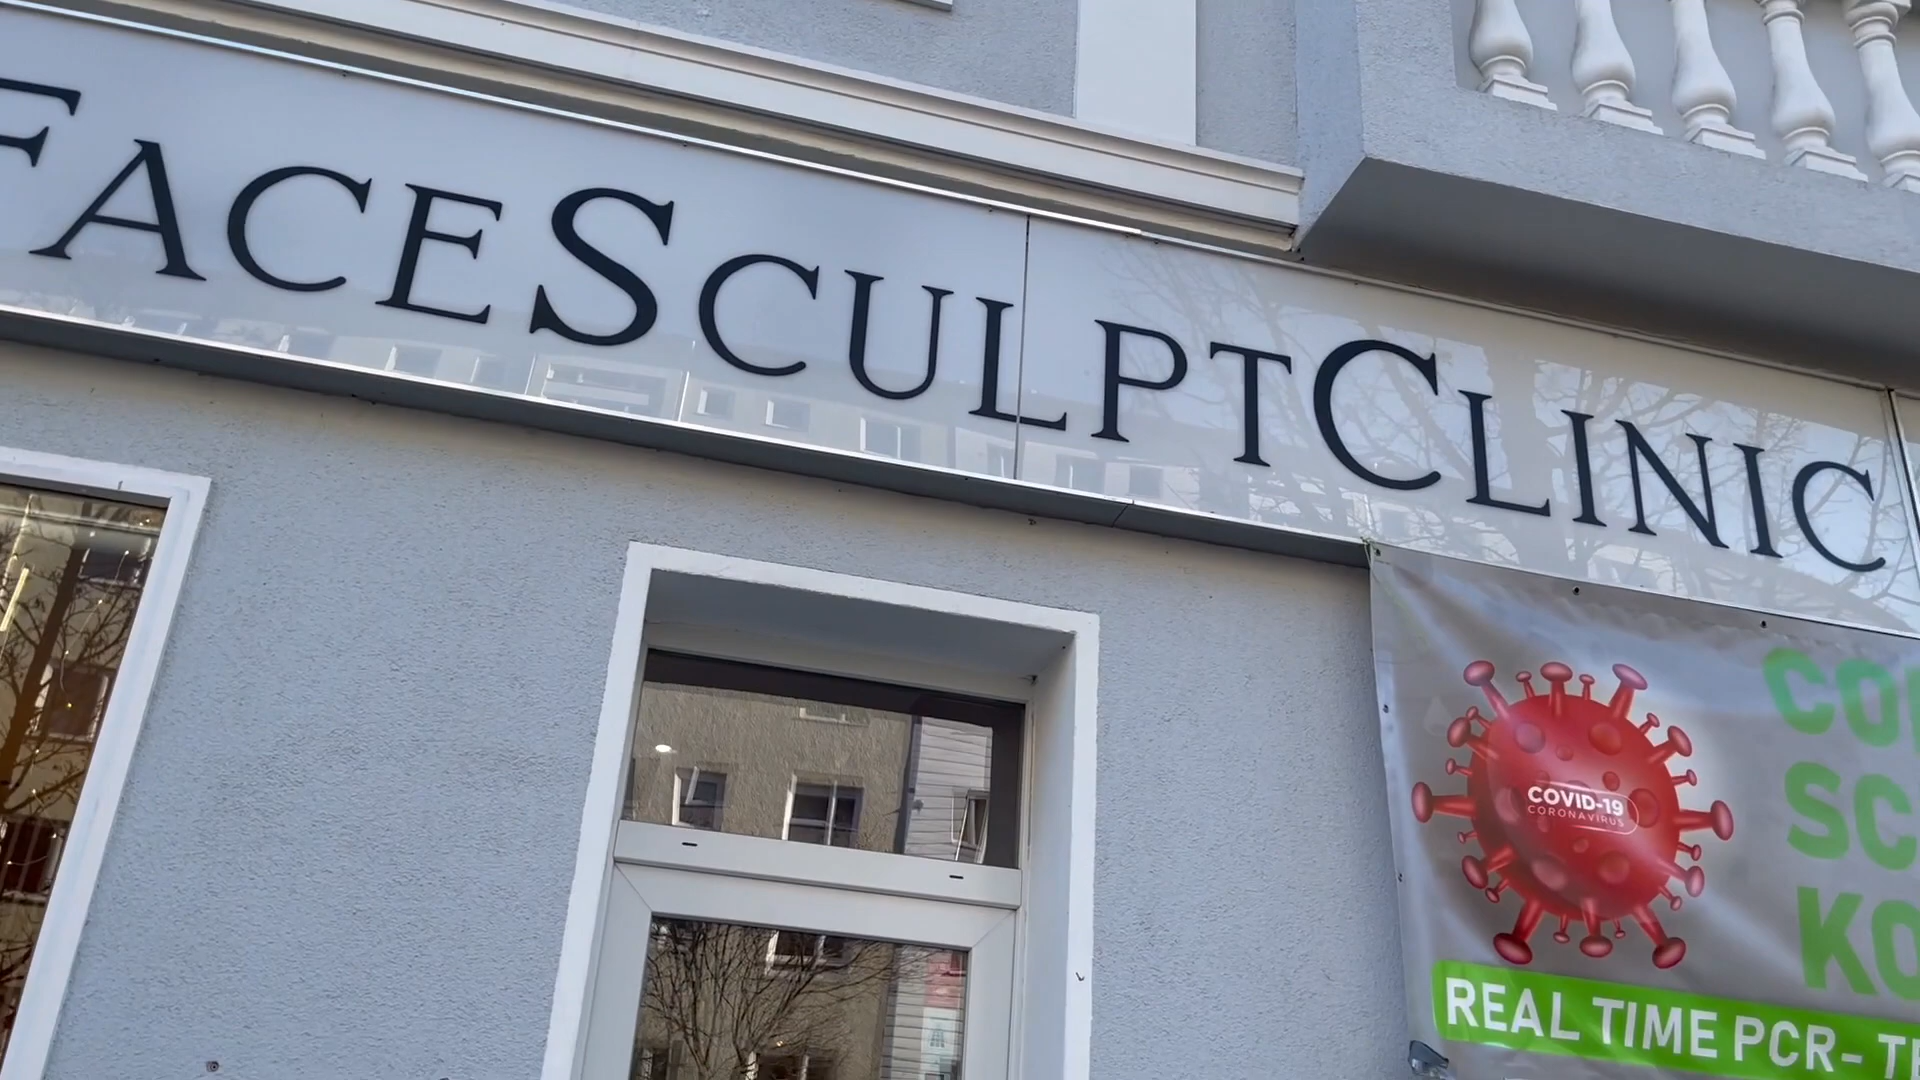 FACESCULPTCLINIC
COVID-19
CORONAVIRUS
REAL TIME PCR-